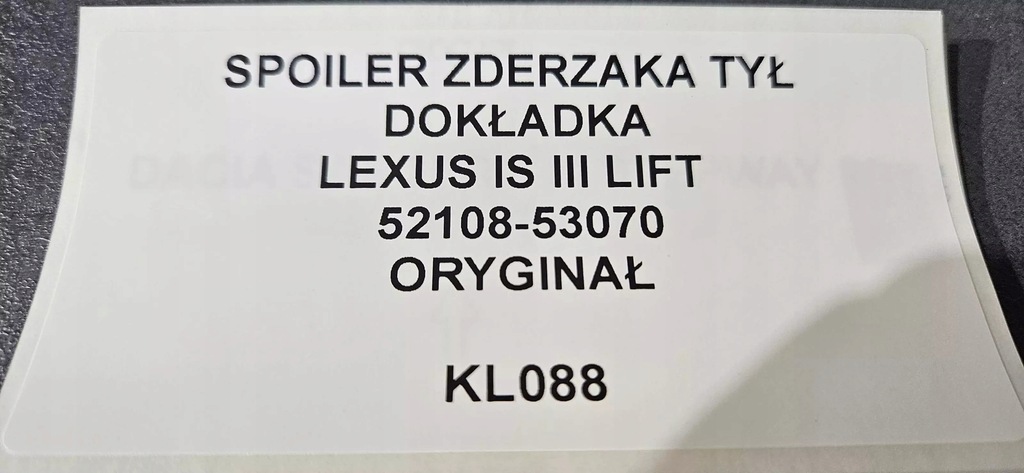 SPOILER ZDERZAKA TYŁ
DOKŁADKA
LEXUS IS III LIFT
52108-53070
ORYGINAŁ
KL088